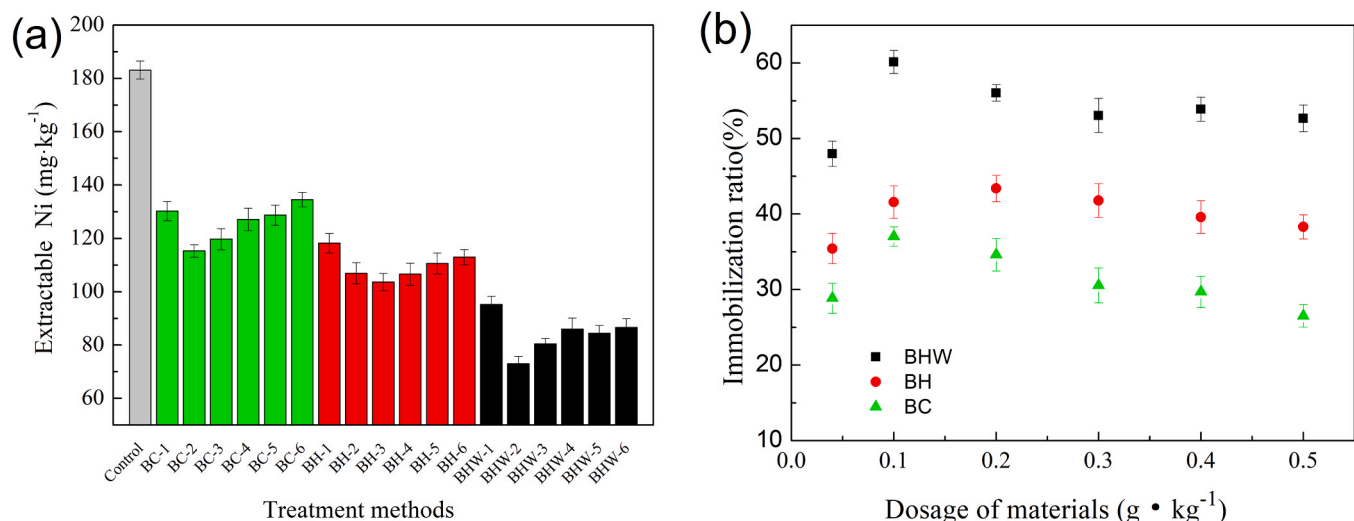 (a)
200
180
160
140
120
100
80
60
Extractable Ni (mg·kg-1)
Control
BC-1
BC-2
BC-3
BC-4
BC-5
BC-6
BH-1
BH-2
BH-3
BH-4
BH-5
BH-6
BHW-1
BHW-2
BHW-3
BHW-4
BHW-5
BHW-6
Treatment methods
(b)
60
50
40
30
20
10
Immobilization ratio(%)
BHW
BH
BC
0.0
0.1
0.2
0.3
0.4
0.5
Dosage of materials (g • kg-1)